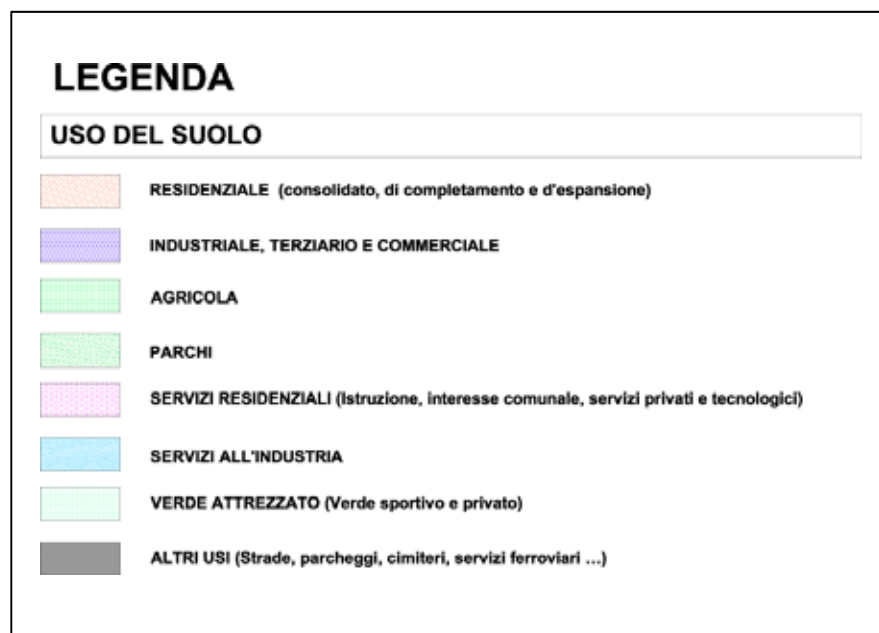 LEGENDA
USO DEL SUOLO
RESIDENZIALE (consolidato, di completamento e d'espansione)
INDUSTRIALE, TERZIARIO E COMMERCIALE
AGRICOLA
PARCHI
SERVIZI RESIDENZIALI (Istruzione, interesse comunale, servizi privati e tecnologici)
SERVIZI ALL'INDUSTRIA
VERDE ATTREZZATO (Verde sportivo e privato)
ALTRI USI (Strade, parcheggi, cimiteri, servizi ferroviari ...)